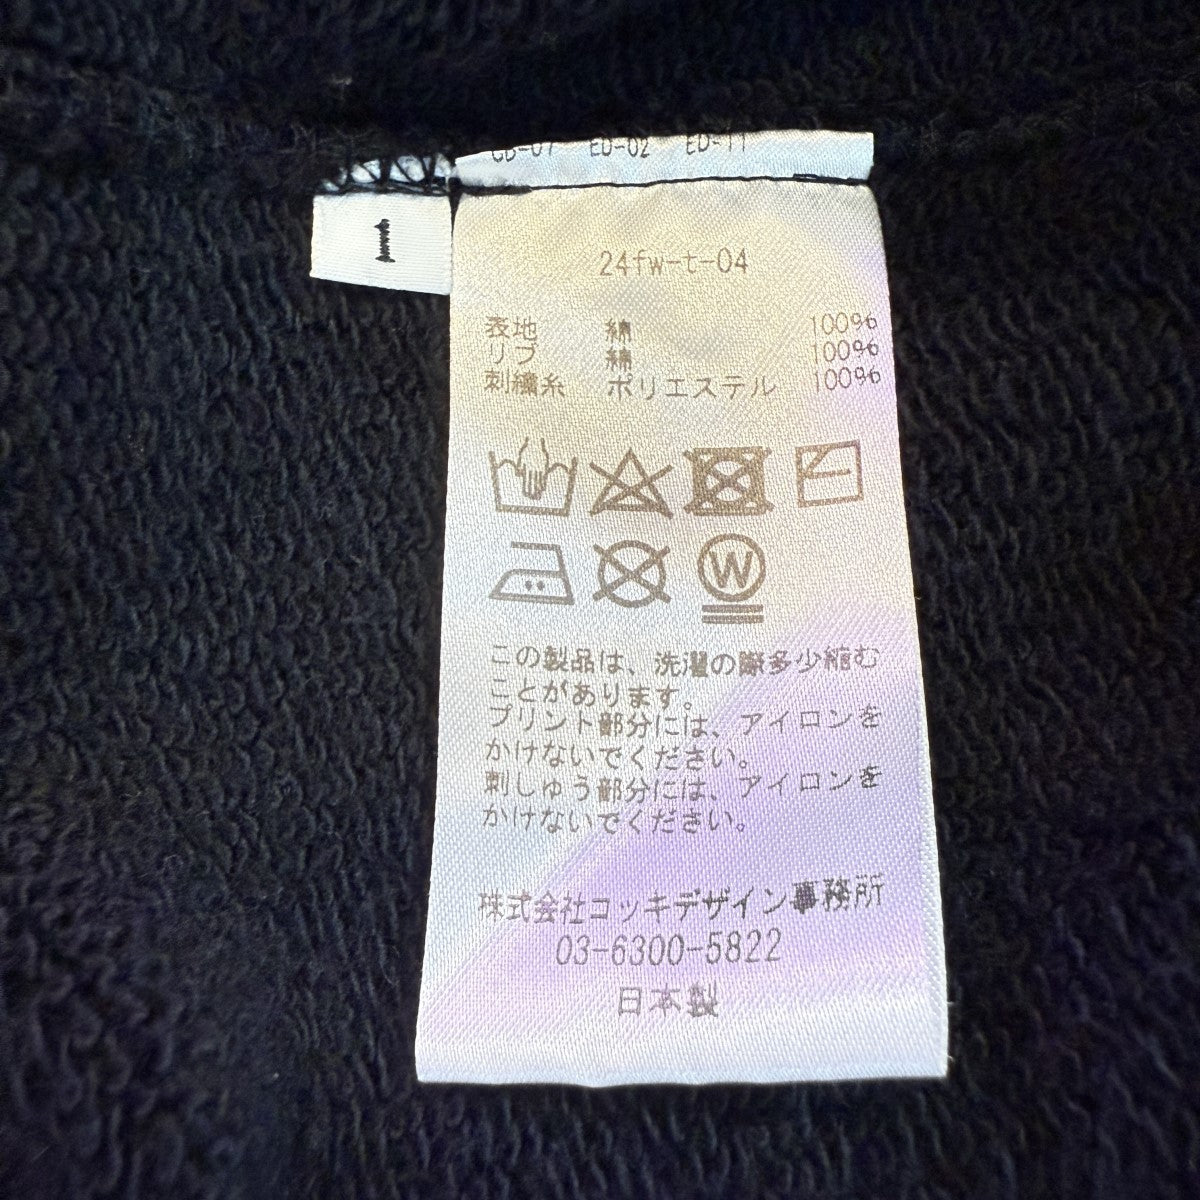 ED-02 ED-11
1
24fw-t-04
表地 綿 100%
リブ 綿 100%
刺繍糸 ポリエステル 100%
W
この製品は、洗濯の際多少縮む
ことがあります。
プリント部分には、アイロンを
かけないでください。
刺しゅう部分には、アイロンを
かけないでください。
株式会社コッキデザイン事務所
03-6300-5822
日本製